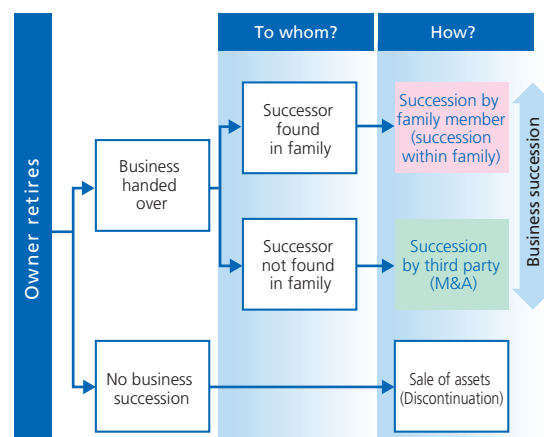 To whom?
How?
Owner retires
Business
handed
over
Successor
found
in family
Succession by
family member
(succession
within family)
Successor
not found
in family
Succession
by third party
(M&A)
Business succession
No business
succession
Sale of assets
(Discontinuation)